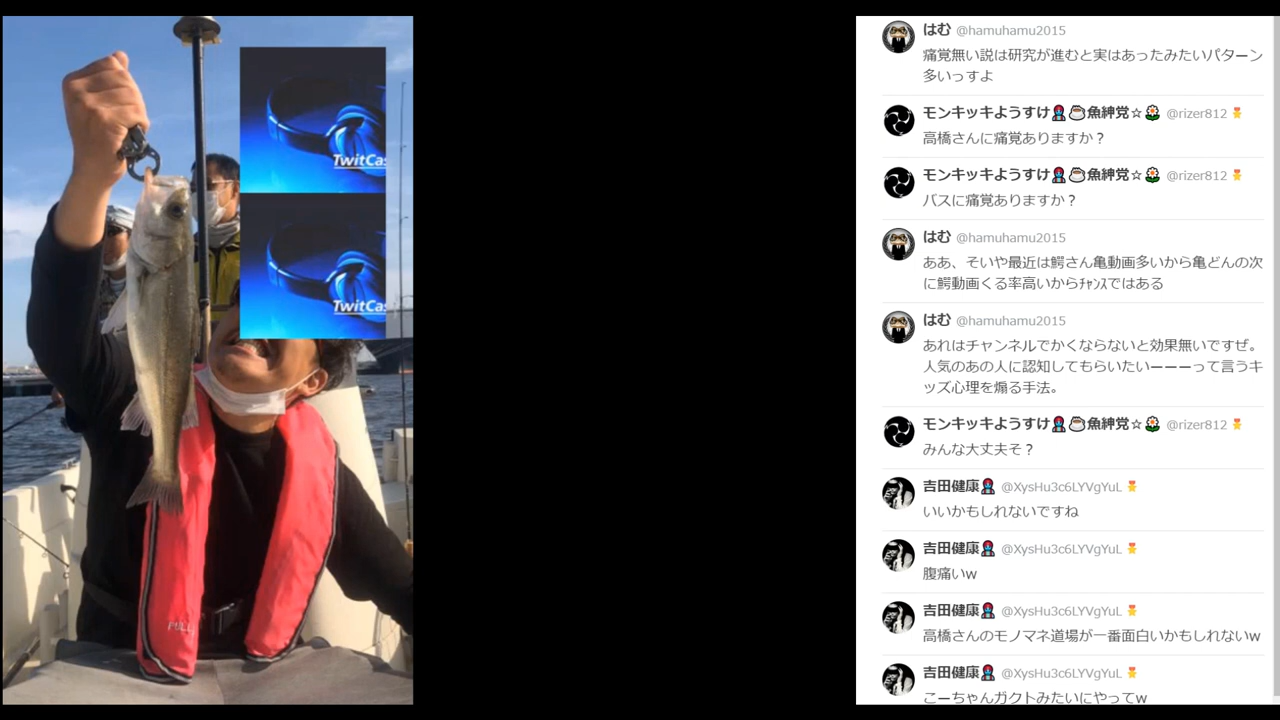 TwitCas
TwitCas
PULL
はむ @hamuhamu2015
痛覚無い説は研究が進むと実はあったみたいパターン
多いっすよ
モンキッキようすけ魚紳党☆ @rizer812
高橋さんに痛覚ありますか？
モンキッキようすけ魚紳党☆ @rizer812
バスに痛覚ありますか？
はむ @hamuhamu2015
ああ、そいや最近は鰐さん亀動画多いから亀どんの次
に鰐動画くる率高いからﾁｬﾝｽではある
はむ @hamuhamu2015
あれはチャンネルでかくならないと効果無いですぜ。
人気のあの人に認知してもらいたいーーーって言うキ
ッズ心理を煽る手法。
モンキッキようすけ魚紳党☆ @rizer812
みんな大丈夫そ？
吉田健康 @XysHu3c6LYVgYuL
いいかもしれないですね
吉田健康 @XysHu3c6LYVgYuL
腹痛いw
吉田健康 @XysHu3c6LYVgYuL
高橋さんのモノマネ道場が一番面白いかもしれないw
吉田健康 @XysHu3c6LYVgYuL
こーちゃんガクトみたいにやってw